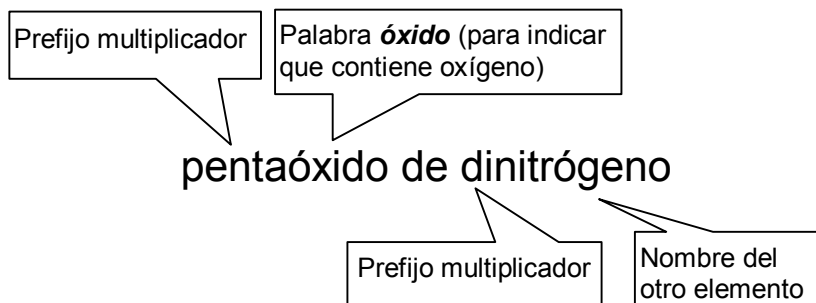 Prefijo multiplicador
Palabra óxido (para indicar
que contiene oxígeno)
pentaóxido de dinitrógeno
Prefijo multiplicador
Nombre del
otro elemento